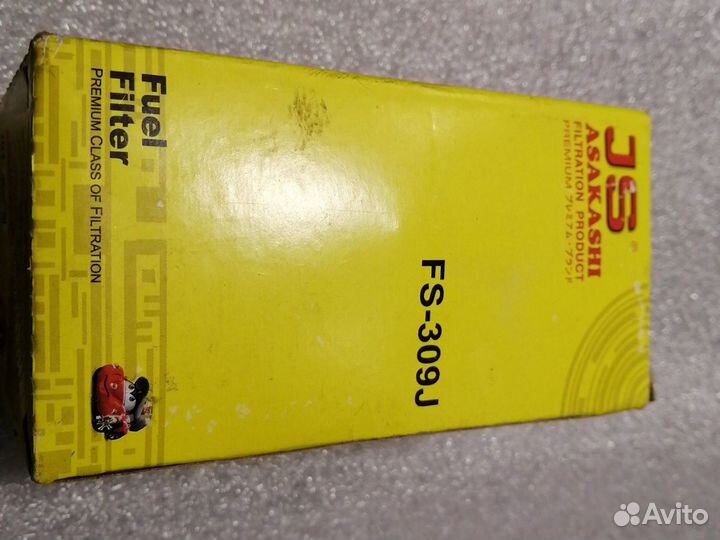 JS
ASAKASHI
FILTRATION PRODUCT
PREMIUM プレミアム・ブランド
FS-309J
Fuel
Filter
PREMIUM CLASS OF FILTRATION
Avito